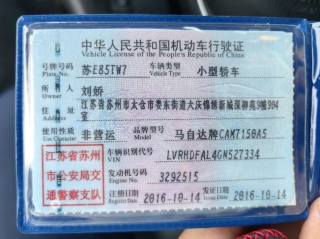 中华人民共和国机动车行驶证
Vehicle License of the People's Republic of China
号牌号码 苏E85TW7 车辆类型 小型轿车
Plate No. Vehicle Type
所有人 刘娇
Owner
住址 江苏省苏州市太仓市娄东街道大庆锦绣新城 幢904
Address 室
使用性质 非营运 品牌型号 马自达牌CAM7150A5
Use Character Model
江苏省苏州
市公安局交
通警察支队
车辆识别代号 LVRHDFAL4GN527334
VIN
发动机号码 3292515
Engine No.
注册日期 2016-10-14 发证日期 2016-10-14
Register Date Issue Date